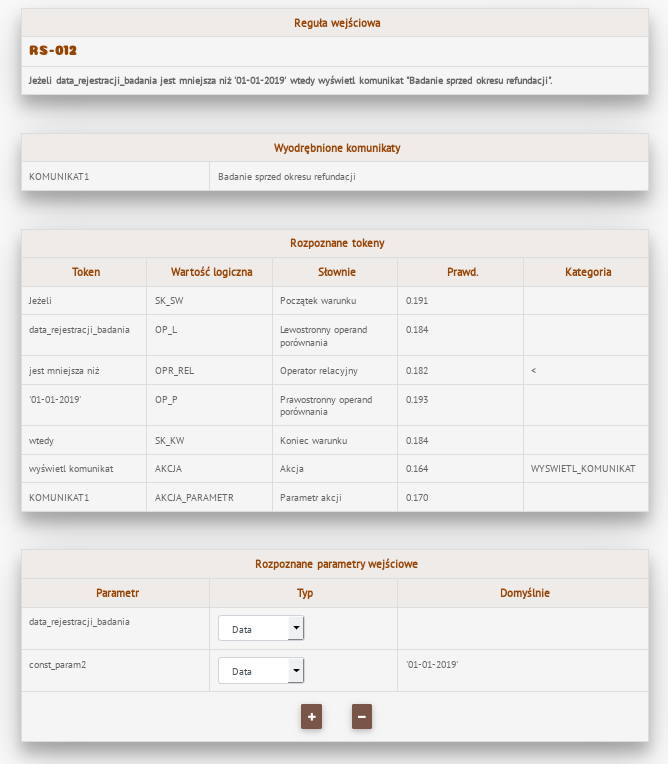 Reguła wejściowa
RS-012
Jeżeli data_rejestracji_badania jest mniejsza niż '01-01-2019' wtedy wyświetl komunikat "Badanie sprzed okresu refundacji".
Wyodrębnione komunikaty
KOMUNIKAT1 Badanie sprzed okresu refundacji
Rozpoznane tokeny
Token Wartość logiczna Słownie Prawd. Kategoria
Jeżeli SK_SW Początek warunku 0.191
data_rejestracji_badania OP_L Lewostronny operand porównania 0.184
jest mniejsza niż OPR_REL Operator relacyjny 0.182 <
'01-01-2019' OP_P Prawostronny operand porównania 0.193
wtedy SK_KW Koniec warunku 0.184
wyświetl komunikat AKCJA Akcja 0.164 WYSWIETL_KOMUNIKAT
KOMUNIKAT1 AKCJA_PARAMETR Parametr akcji 0.170
Rozpoznane parametry wejściowe
Parametr Typ Domyślnie
data_rejestracji_badania Data
const_param2 Data '01-01-2019'
+ −